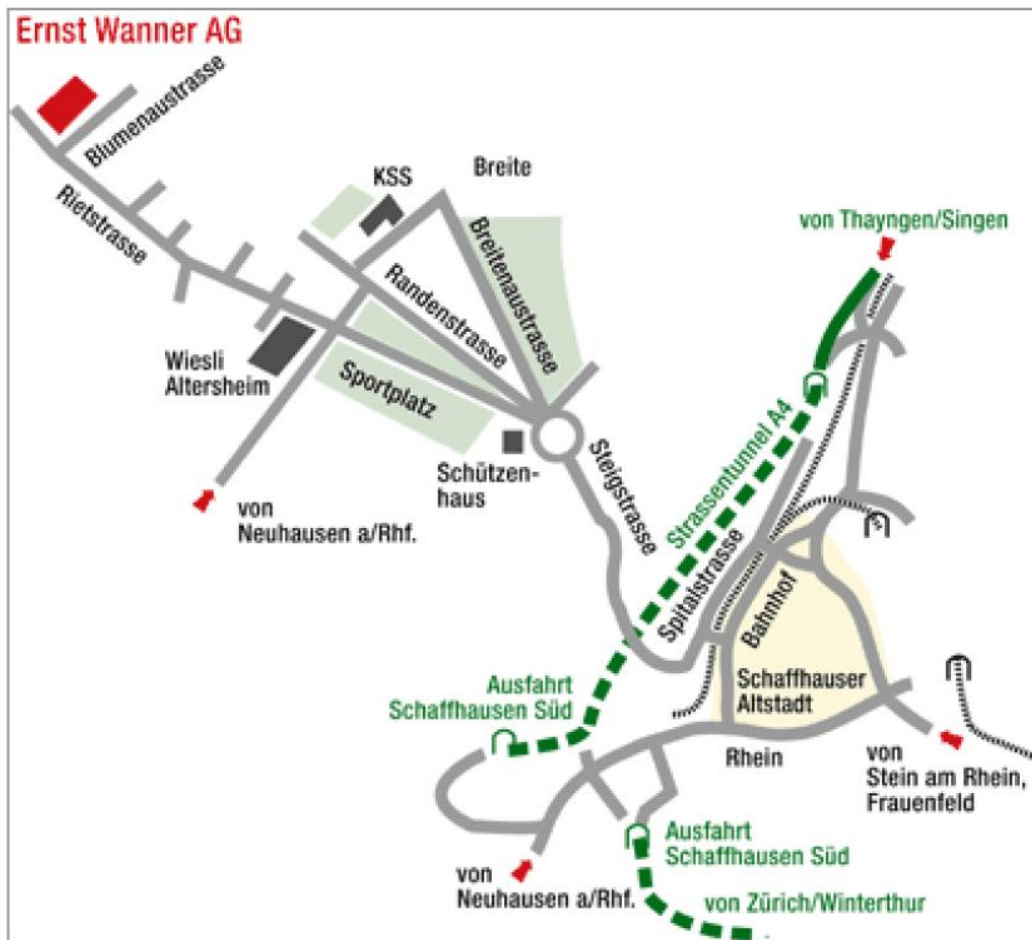 Ernst Wanner AG
Blumenaustrasse
Rietstrasse
KSS
Breite
von Thayngen/Singen
Randenstrasse
Breitenaustrasse
Wiesli
Altersheim
Sportplatz
Schützen-
haus
Steigstrasse
Strassentunnel A4
von
Neuhausen a/Rhf.
Spitalstrasse
Bahnhof
Ausfahrt
Schaffhausen Süd
Schaffhauser
Altstadt
Rhein
von
Stein am Rhein,
Frauenfeld
Ausfahrt
Schaffhausen Süd
von
Neuhausen a/Rhf.
von Zürich/Winterthur